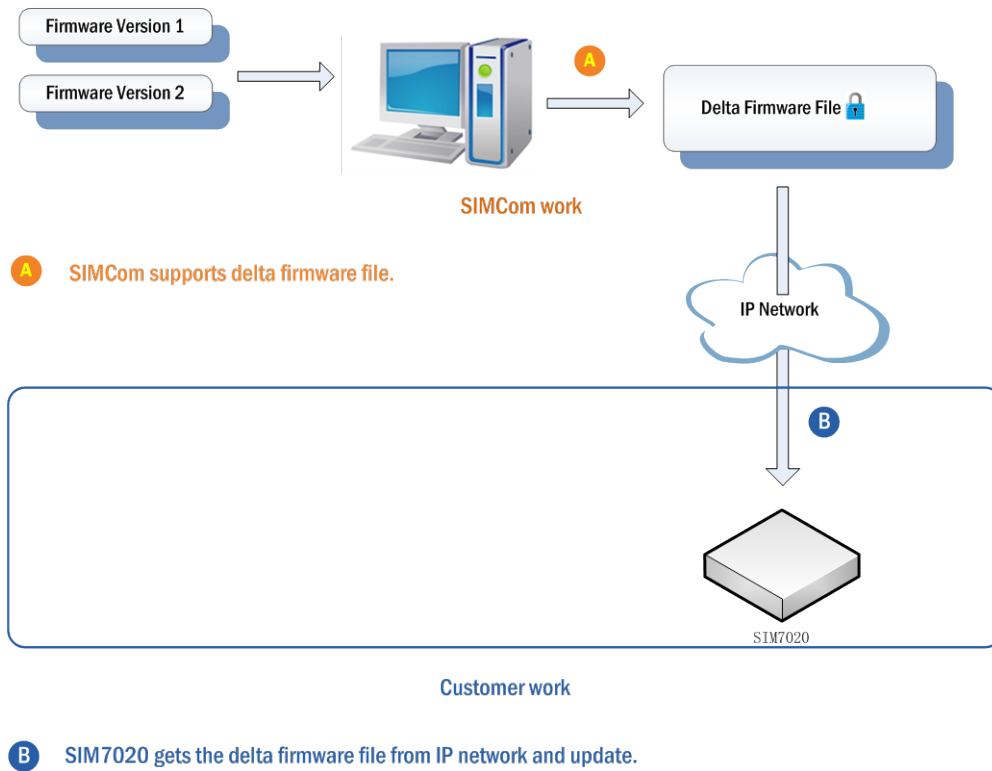 Firmware Version 1
Firmware Version 2
A
Delta Firmware File
SIMCom work
A SIMCom supports delta firmware file.
IP Network
B
SIM7020
Customer work
B SIM7020 gets the delta firmware file from IP network and update.